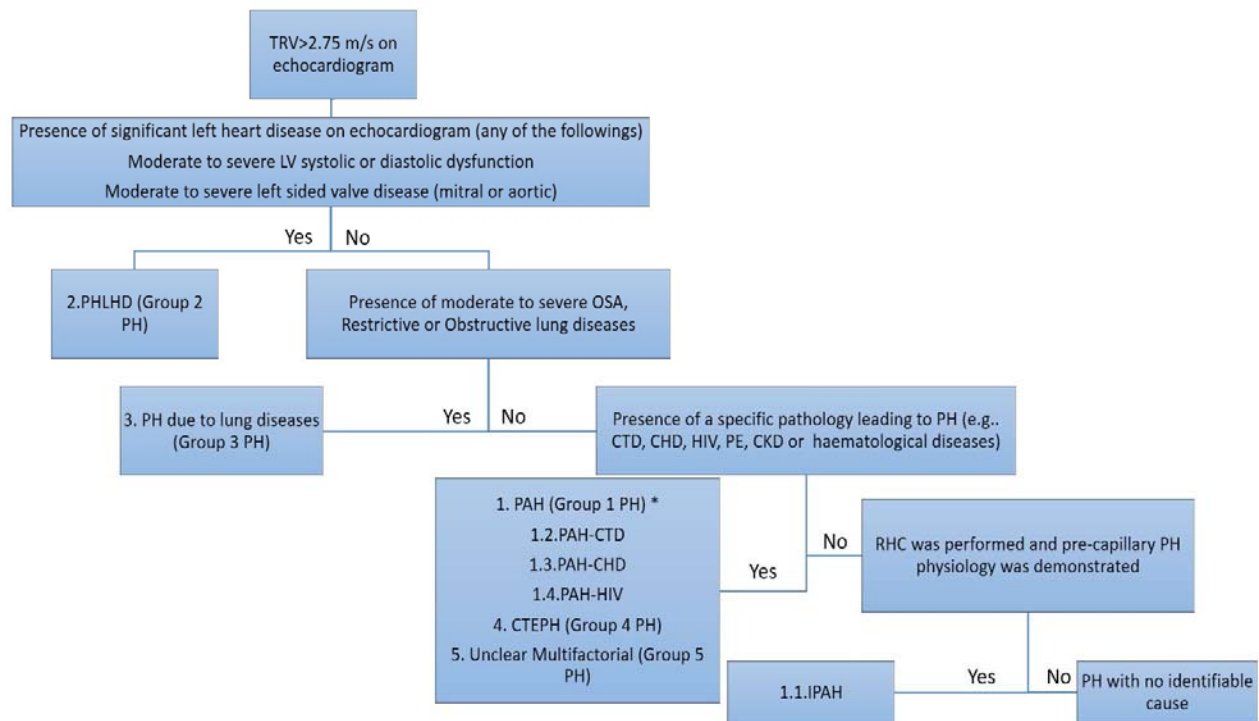 TRV>2.75 m/s on
echocardiogram
Presence of significant left heart disease on echocardiogram (any of the followings)
Moderate to severe LV systolic or diastolic dysfunction
Moderate to severe left sided valve disease (mitral or aortic)
Yes
No
2.PHLHD (Group 2
PH)
Presence of moderate to severe OSA,
Restrictive or Obstructive lung diseases
3. PH due to lung diseases
(Group 3 PH)
Yes
No
Presence of a specific pathology leading to PH (e.g..
CTD, CHD, HIV, PE, CKD or haematological diseases)
1. PAH (Group 1 PH) *
1.2.PAH-CTD
1.3.PAH-CHD
1.4.PAH-HIV
4. CTEPH (Group 4 PH)
5. Unclear Multifactorial (Group 5
PH)
Yes
No
RHC was performed and pre-capillary PH
physiology was demonstrated
1.1.IPAH
Yes
No
PH with no identifiable
cause